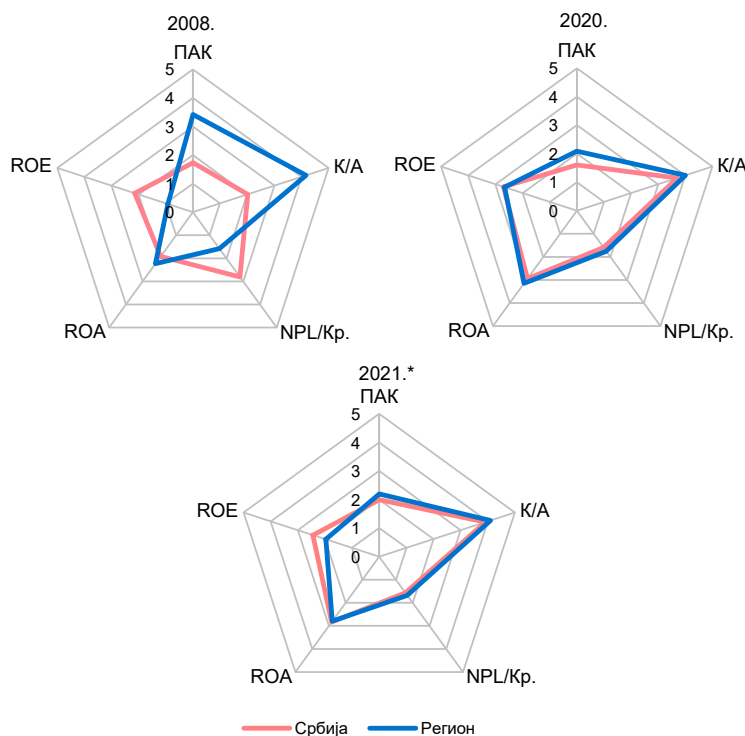 2008.
ПАК
5
4
3
2
1
0
ROE
К/А
ROA
NPL/Кр.
2020.
ПАК
5
4
3
2
1
0
ROE
К/А
ROA
NPL/Кр.
2021.*
ПАК
5
4
3
2
1
0
ROE
К/А
ROA
NPL/Кр.
Србија
Регион